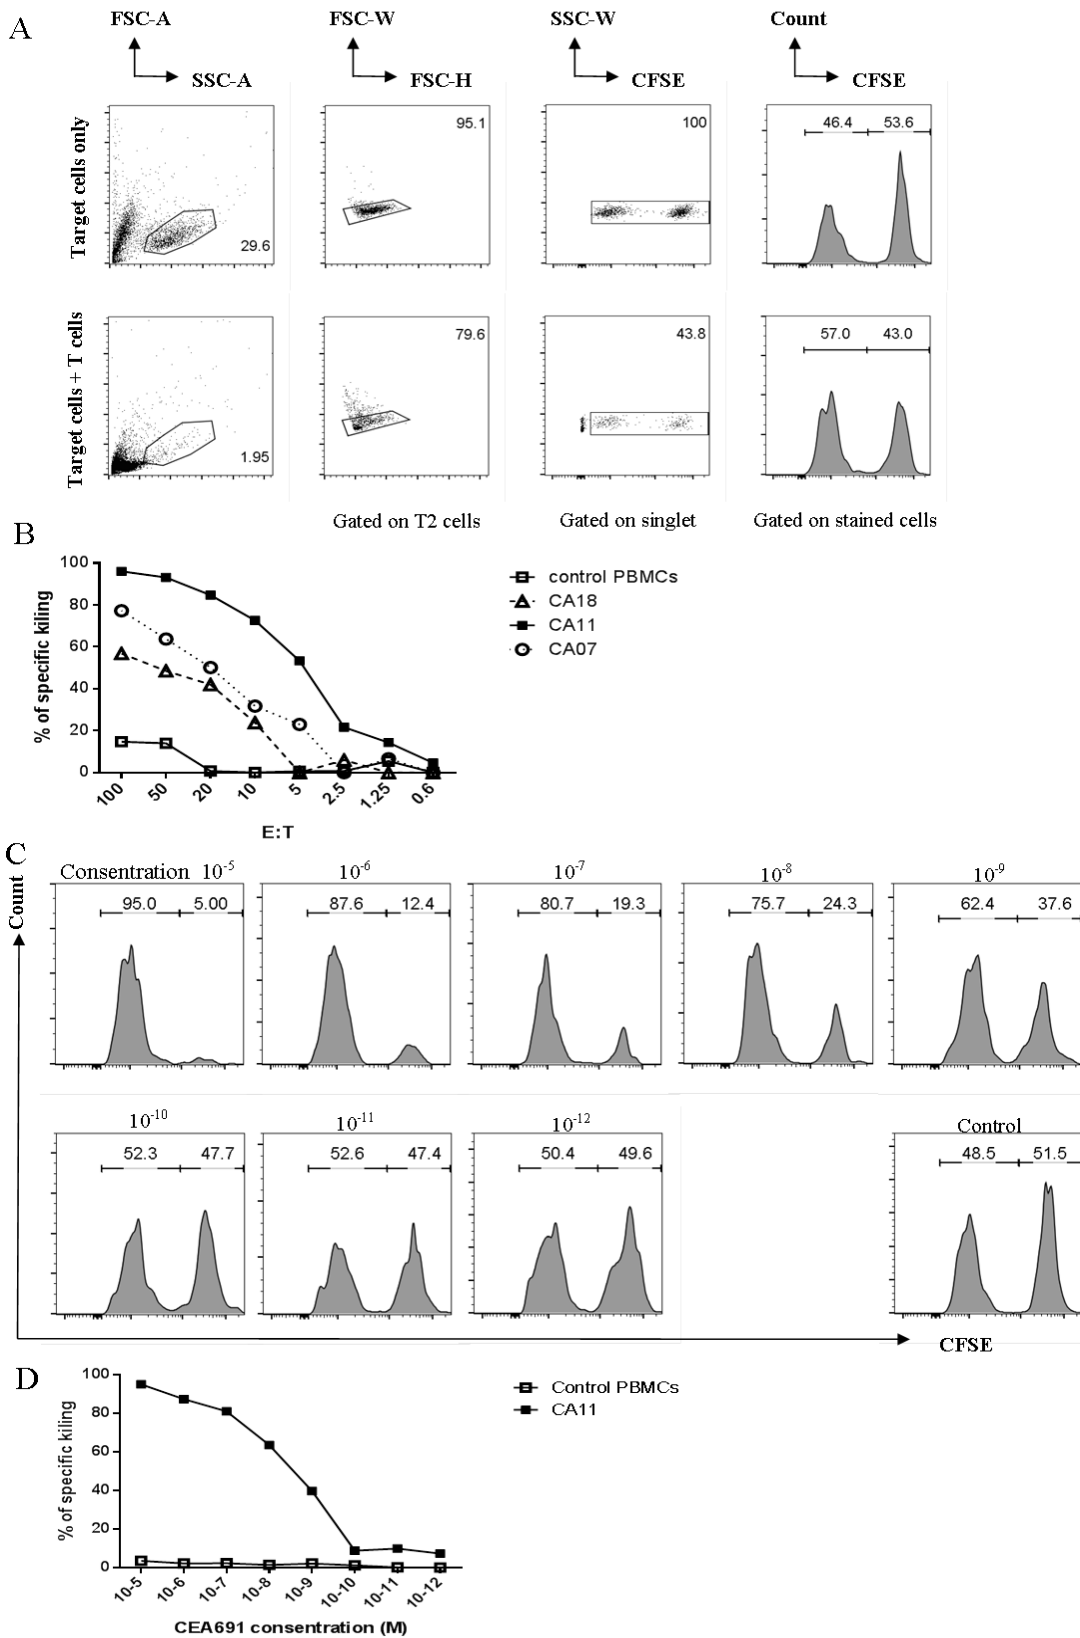 A
FSC-A
SSC-A
FSC-W
FSC-H
SSC-W
CFSE
Count
CFSE
Target cells only
29.6
95.1
100
46.4 53.6
Target cells + T cells
1.95
79.6
43.8
57.0 43.0
Gated on T2 cells
Gated on singlet
Gated on stained cells
B
% of specific kiling
100
80
60
40
20
0
100 50 20 10 5 2.5 1.25 0.6
E:T
control PBMCs
CA18
CA11
CA07
C
Count
Consentration 10-5
95.0 5.00
10-6
87.6 12.4
10-7
80.7 19.3
10-8
75.7 24.3
10-9
62.4 37.6
10-10
52.3 47.7
10-11
52.6 47.4
10-12
50.4 49.6
Control
48.5 51.5
CFSE
D
% of specific killing
100
80
60
40
20
0
10-5 10-6 10-7 10-8 10-9 10-10 10-11 10-12
CEA691 consentration (M)
Control PBMCs
CA11